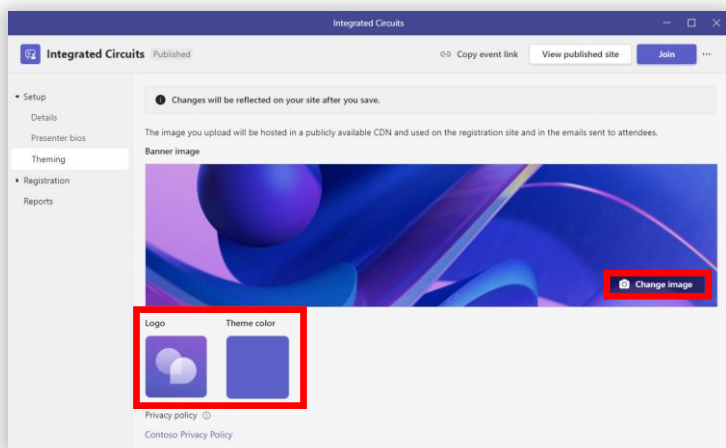 Integrated Circuits
Integrated Circuits Published
Copy event link
View published site
Join
Setup
Details
Presenter bios
Theming
Registration
Reports
Changes will be reflected on your site after you save.
The image you upload will be hosted in a publicly available CDN and used on the registration site and in the emails sent to attendees.
Banner image
Change image
Logo
Theme color
Privacy policy
Contoso Privacy Policy